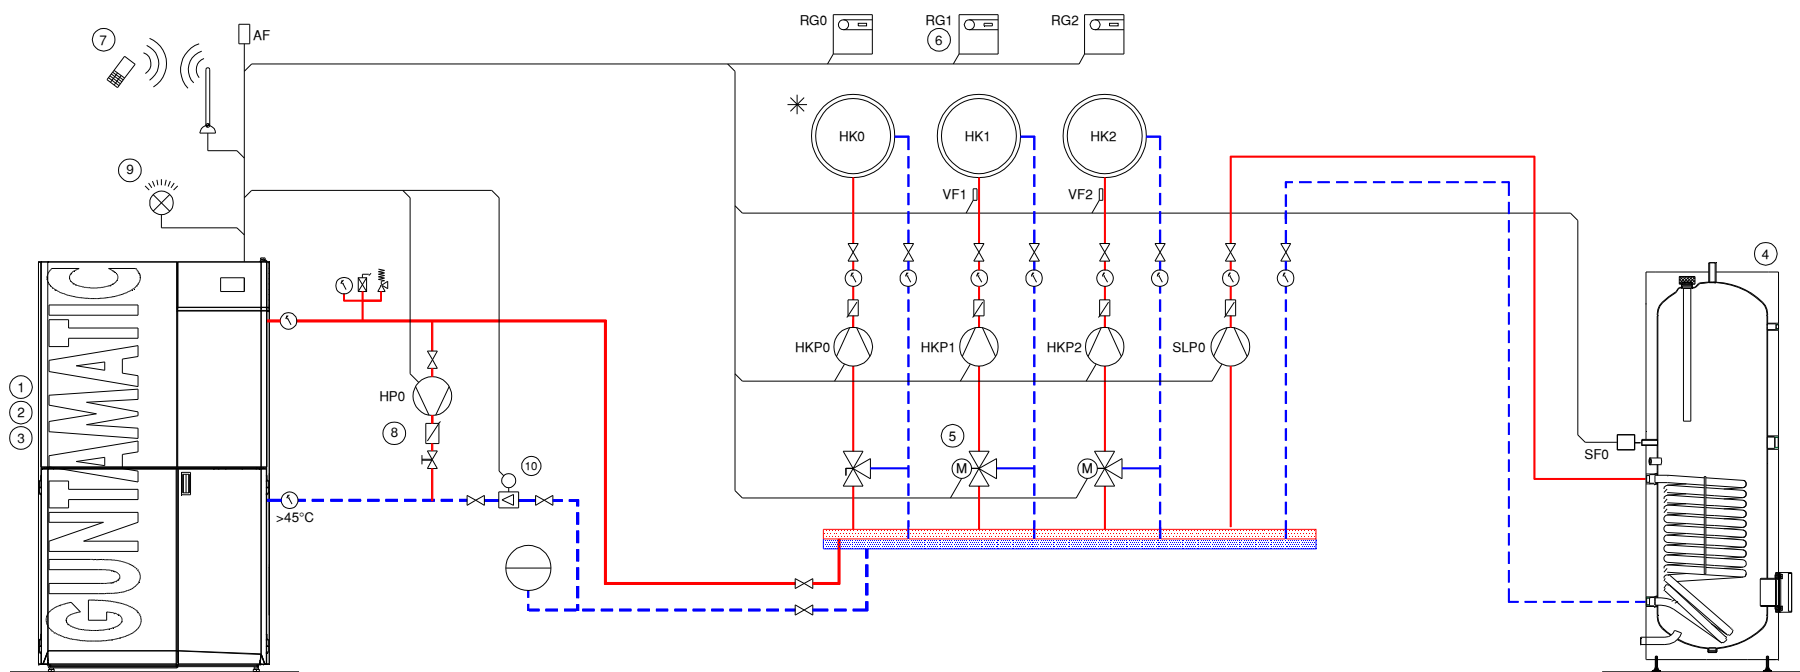 RG0
RG1
RG2
7
AF
6
HK0
HK1
HK2
9
VF1
VF2
4
GUNTAMATIC
HKP0
HKP1
HKP2
SLP0
1
2
3
HP0
8
5
SF0
10
M
M
>45°C